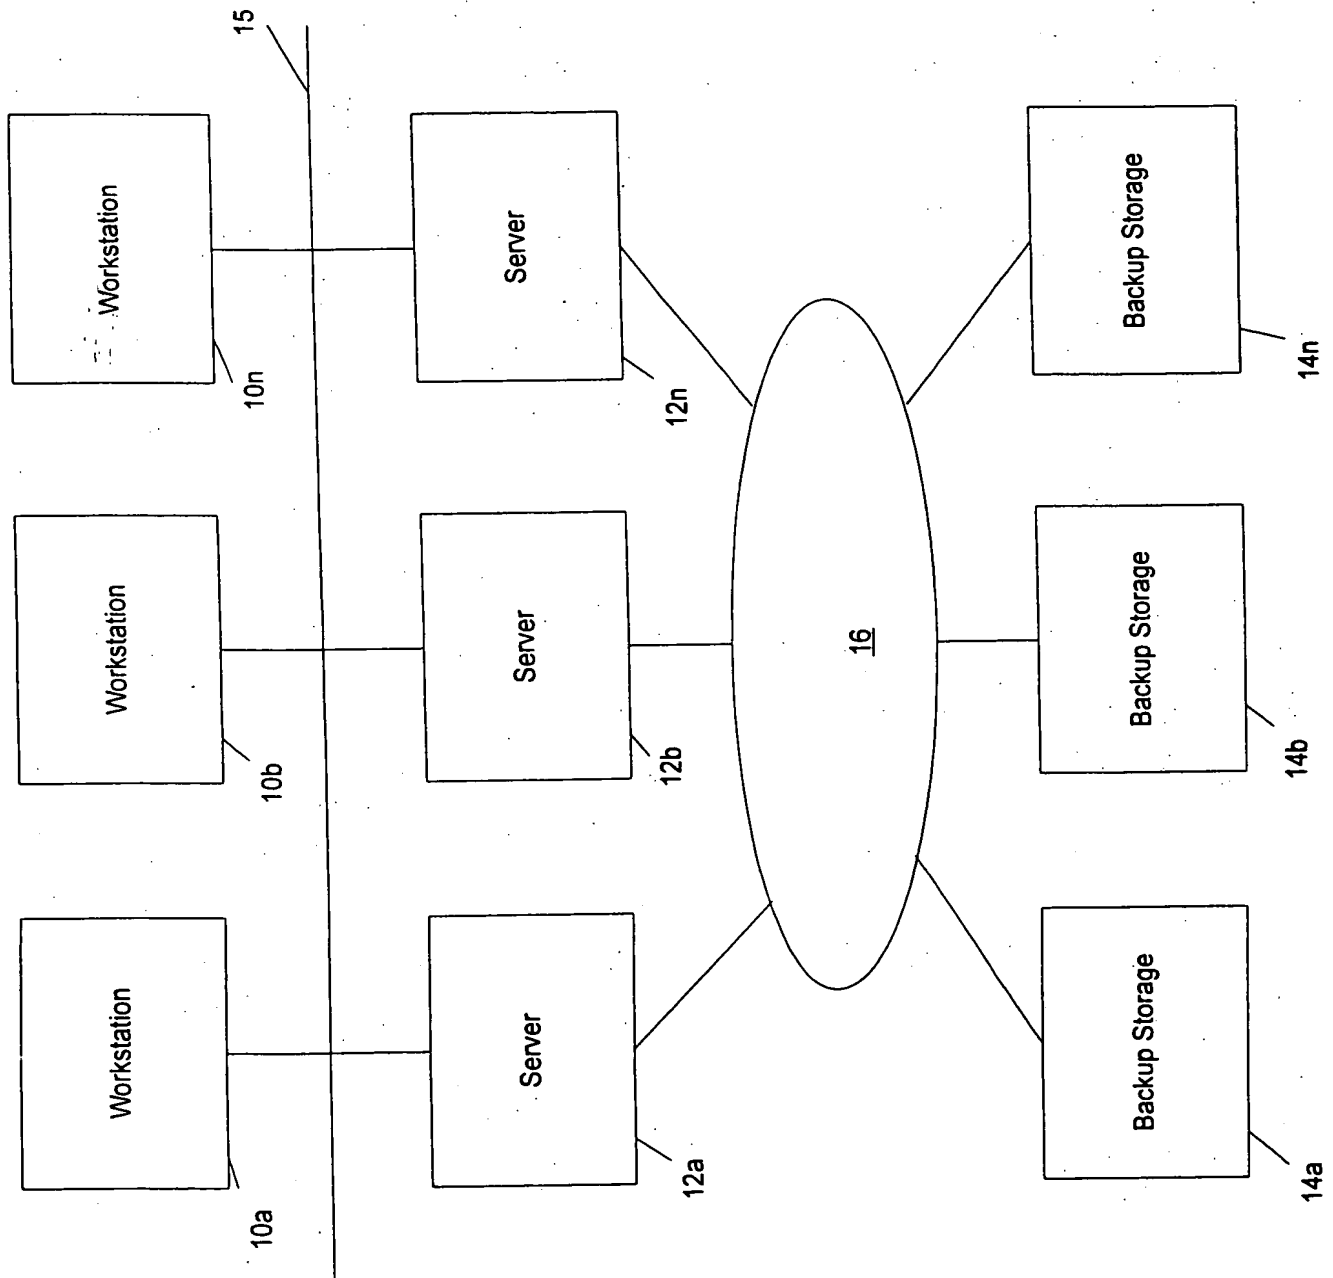 Workstation
Workstation
Workstation
10a
10b
10n
15
Server
Server
Server
12a
12b
12n
16
Backup Storage
Backup Storage
Backup Storage
14a
14b
14n